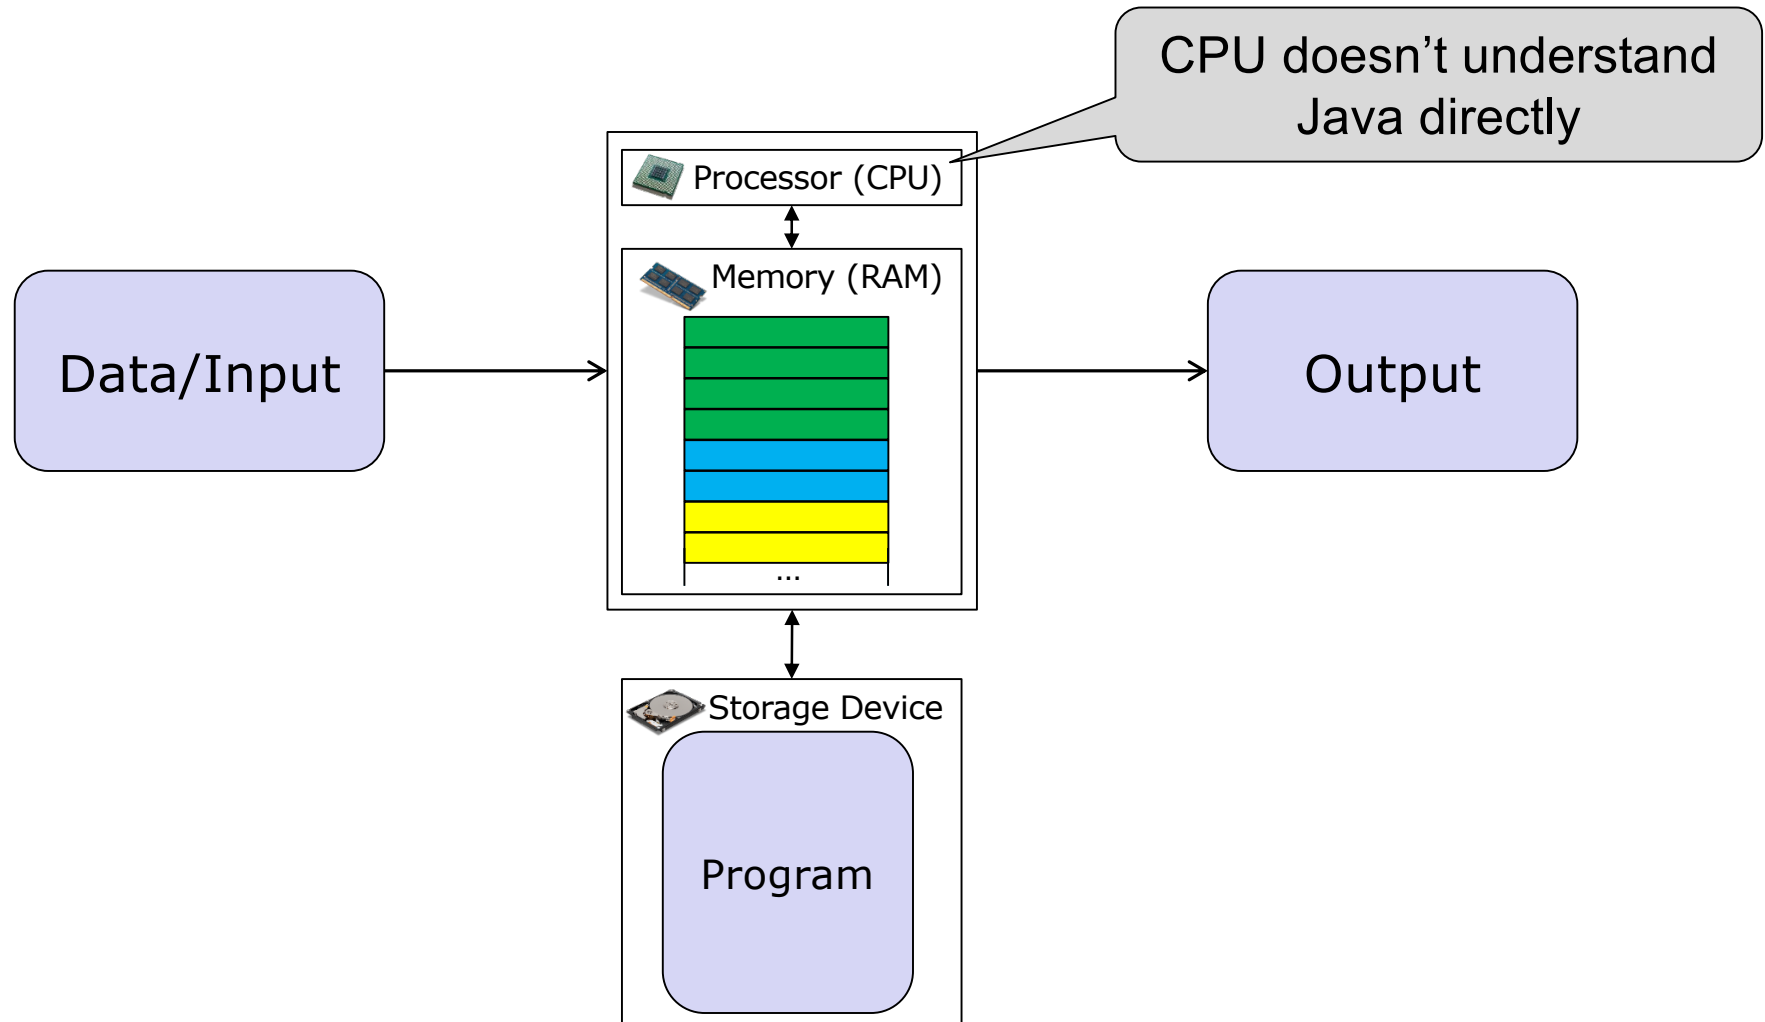 CPU doesn’t understand
Java directly
Processor (CPU)
Memory (RAM)
Data/Input
Output
...
Storage Device
Program